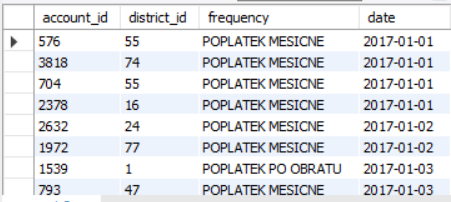 account_id district_id frequency date
576 55 POPLATEK MESICNE 2017-01-01
3818 74 POPLATEK MESICNE 2017-01-01
704 55 POPLATEK MESICNE 2017-01-01
2378 16 POPLATEK MESICNE 2017-01-01
2632 24 POPLATEK MESICNE 2017-01-02
1972 77 POPLATEK MESICNE 2017-01-02
1539 1 POPLATEK PO OBRATU 2017-01-03
793 47 POPLATEK MESICNE 2017-01-03